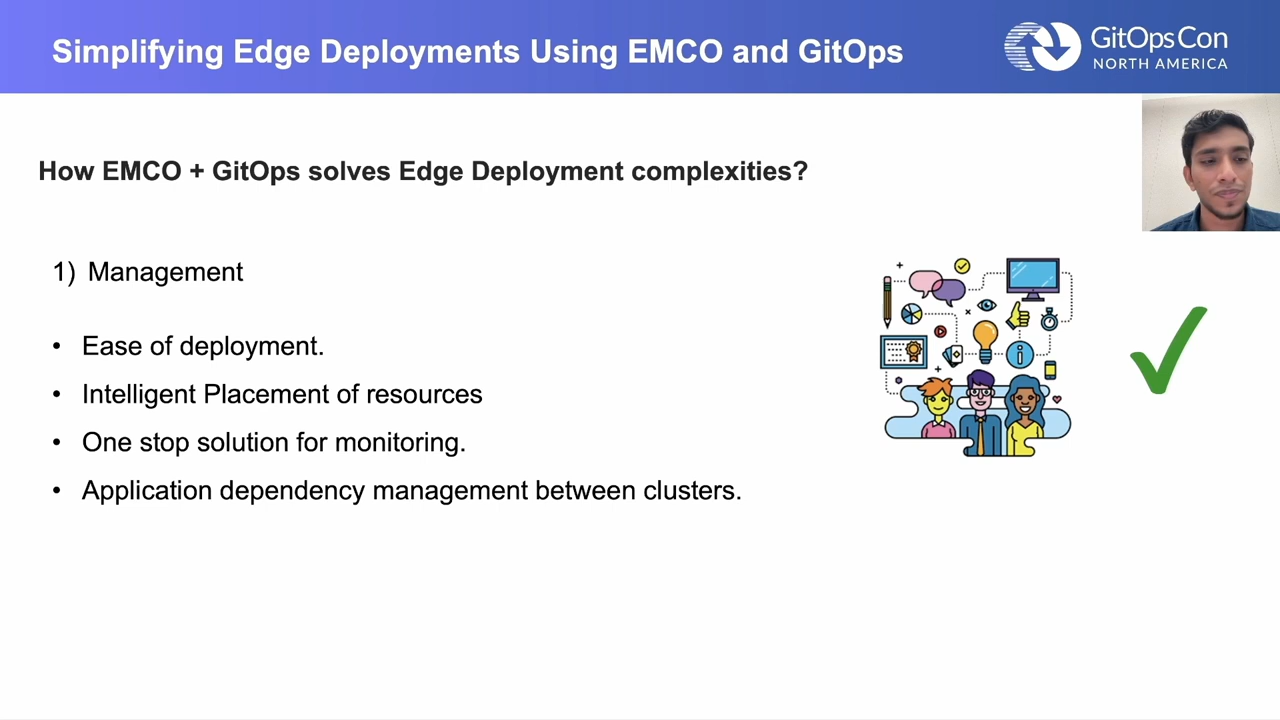 Simplifying Edge Deployments Using EMCO and GitOps
GitOpsCon
NORTH AMERICA
How EMCO + GitOps solves Edge Deployment complexities?
1) Management
• Ease of deployment.
• Intelligent Placement of resources
• One stop solution for monitoring.
• Application dependency management between clusters.